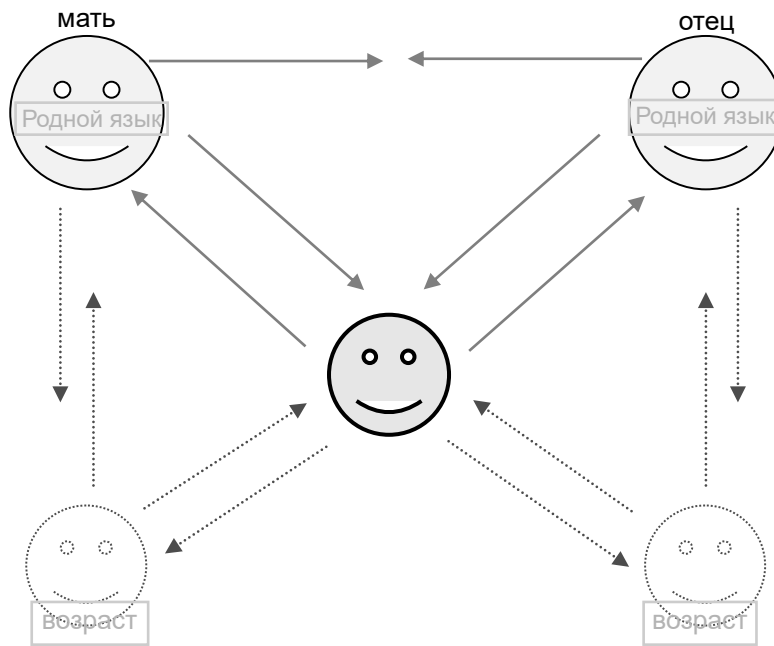 мать
отец
Родной язык
Родной язык
возраст
возраст